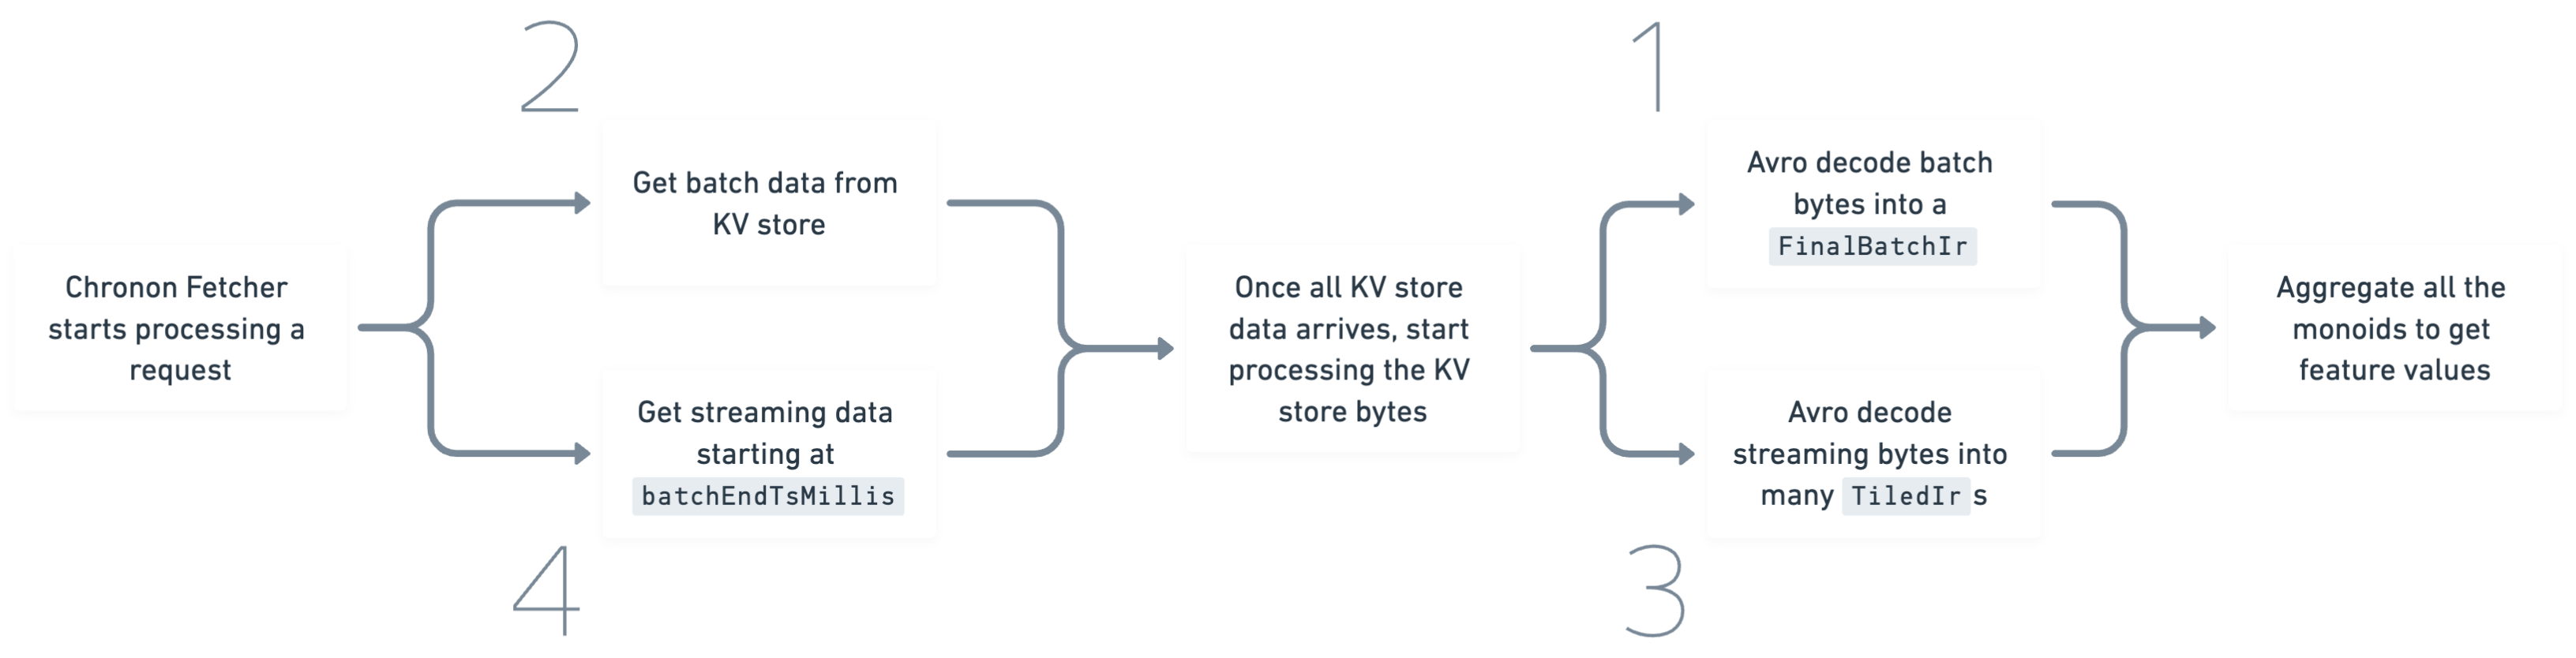 2
1
Get batch data from
KV store
Avro decode batch
bytes into a
FinalBatchIr
Chronon Fetcher
starts processing a
request
Once all KV store
data arrives, start
processing the KV
store bytes
Aggregate all the
monoids to get
feature values
Get streaming data
starting at
batchEndTsMillis
Avro decode
streaming bytes into
many TiledIr s
4
3